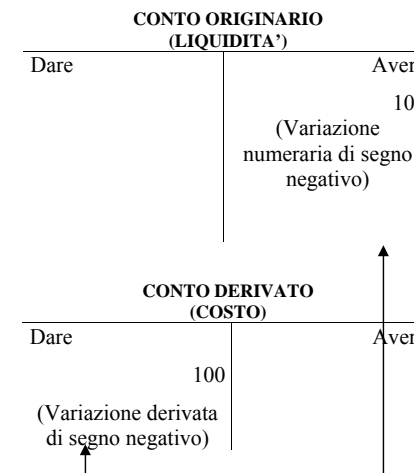 CONTO ORIGINARIO
(LIQUIDITA’)
Dare Aver
10
(Variazione
numeraria di segno
negativo)
CONTO DERIVATO
(COSTO)
Dare Aver
100
(Variazione derivata
di segno negativo)